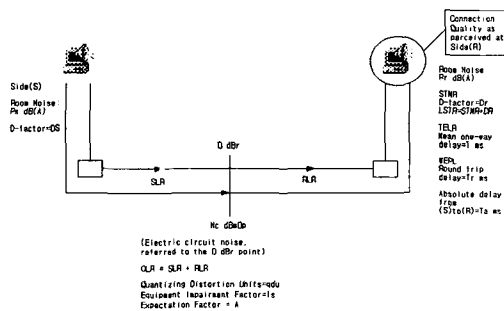 Connection
Quality as
perceived at
Side(R)
Side(S)
Room Noise:
Ps dB(A)
D-factor=DS
Room Noise
Pr dB(A)
STMR
D-factor=Dr
LSTR=STMR+DR
TELR
Mean one-way
delay=T ms
WEPL
Round trip
delay=Tr ms
Absolute delay
from
(S)to(R)=Ta ms
0 dBr
SLR
RLR
Nc dBm0p
(Electric circuit noise,
referred to the 0 dBr point)
OLR = SLR + RLR
Quantizing Distortion Units=qdu
Equipment Impairment Factor=Is
Expectation Factor = A